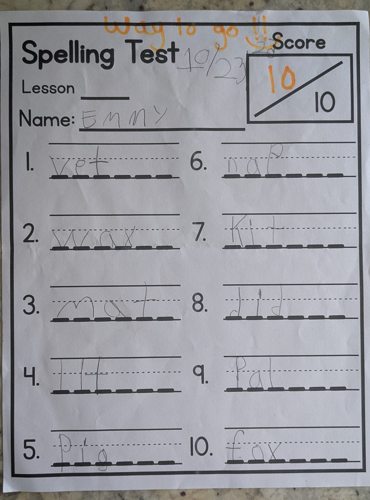 Way to go!!
Spelling Test 10/23 Score
10/10
Lesson
Name: Emmy
1. vet 6. nap
2. wax 7. Kit
3. mat 8. did
4. lit 9. Pal
5. Pig 10. fox